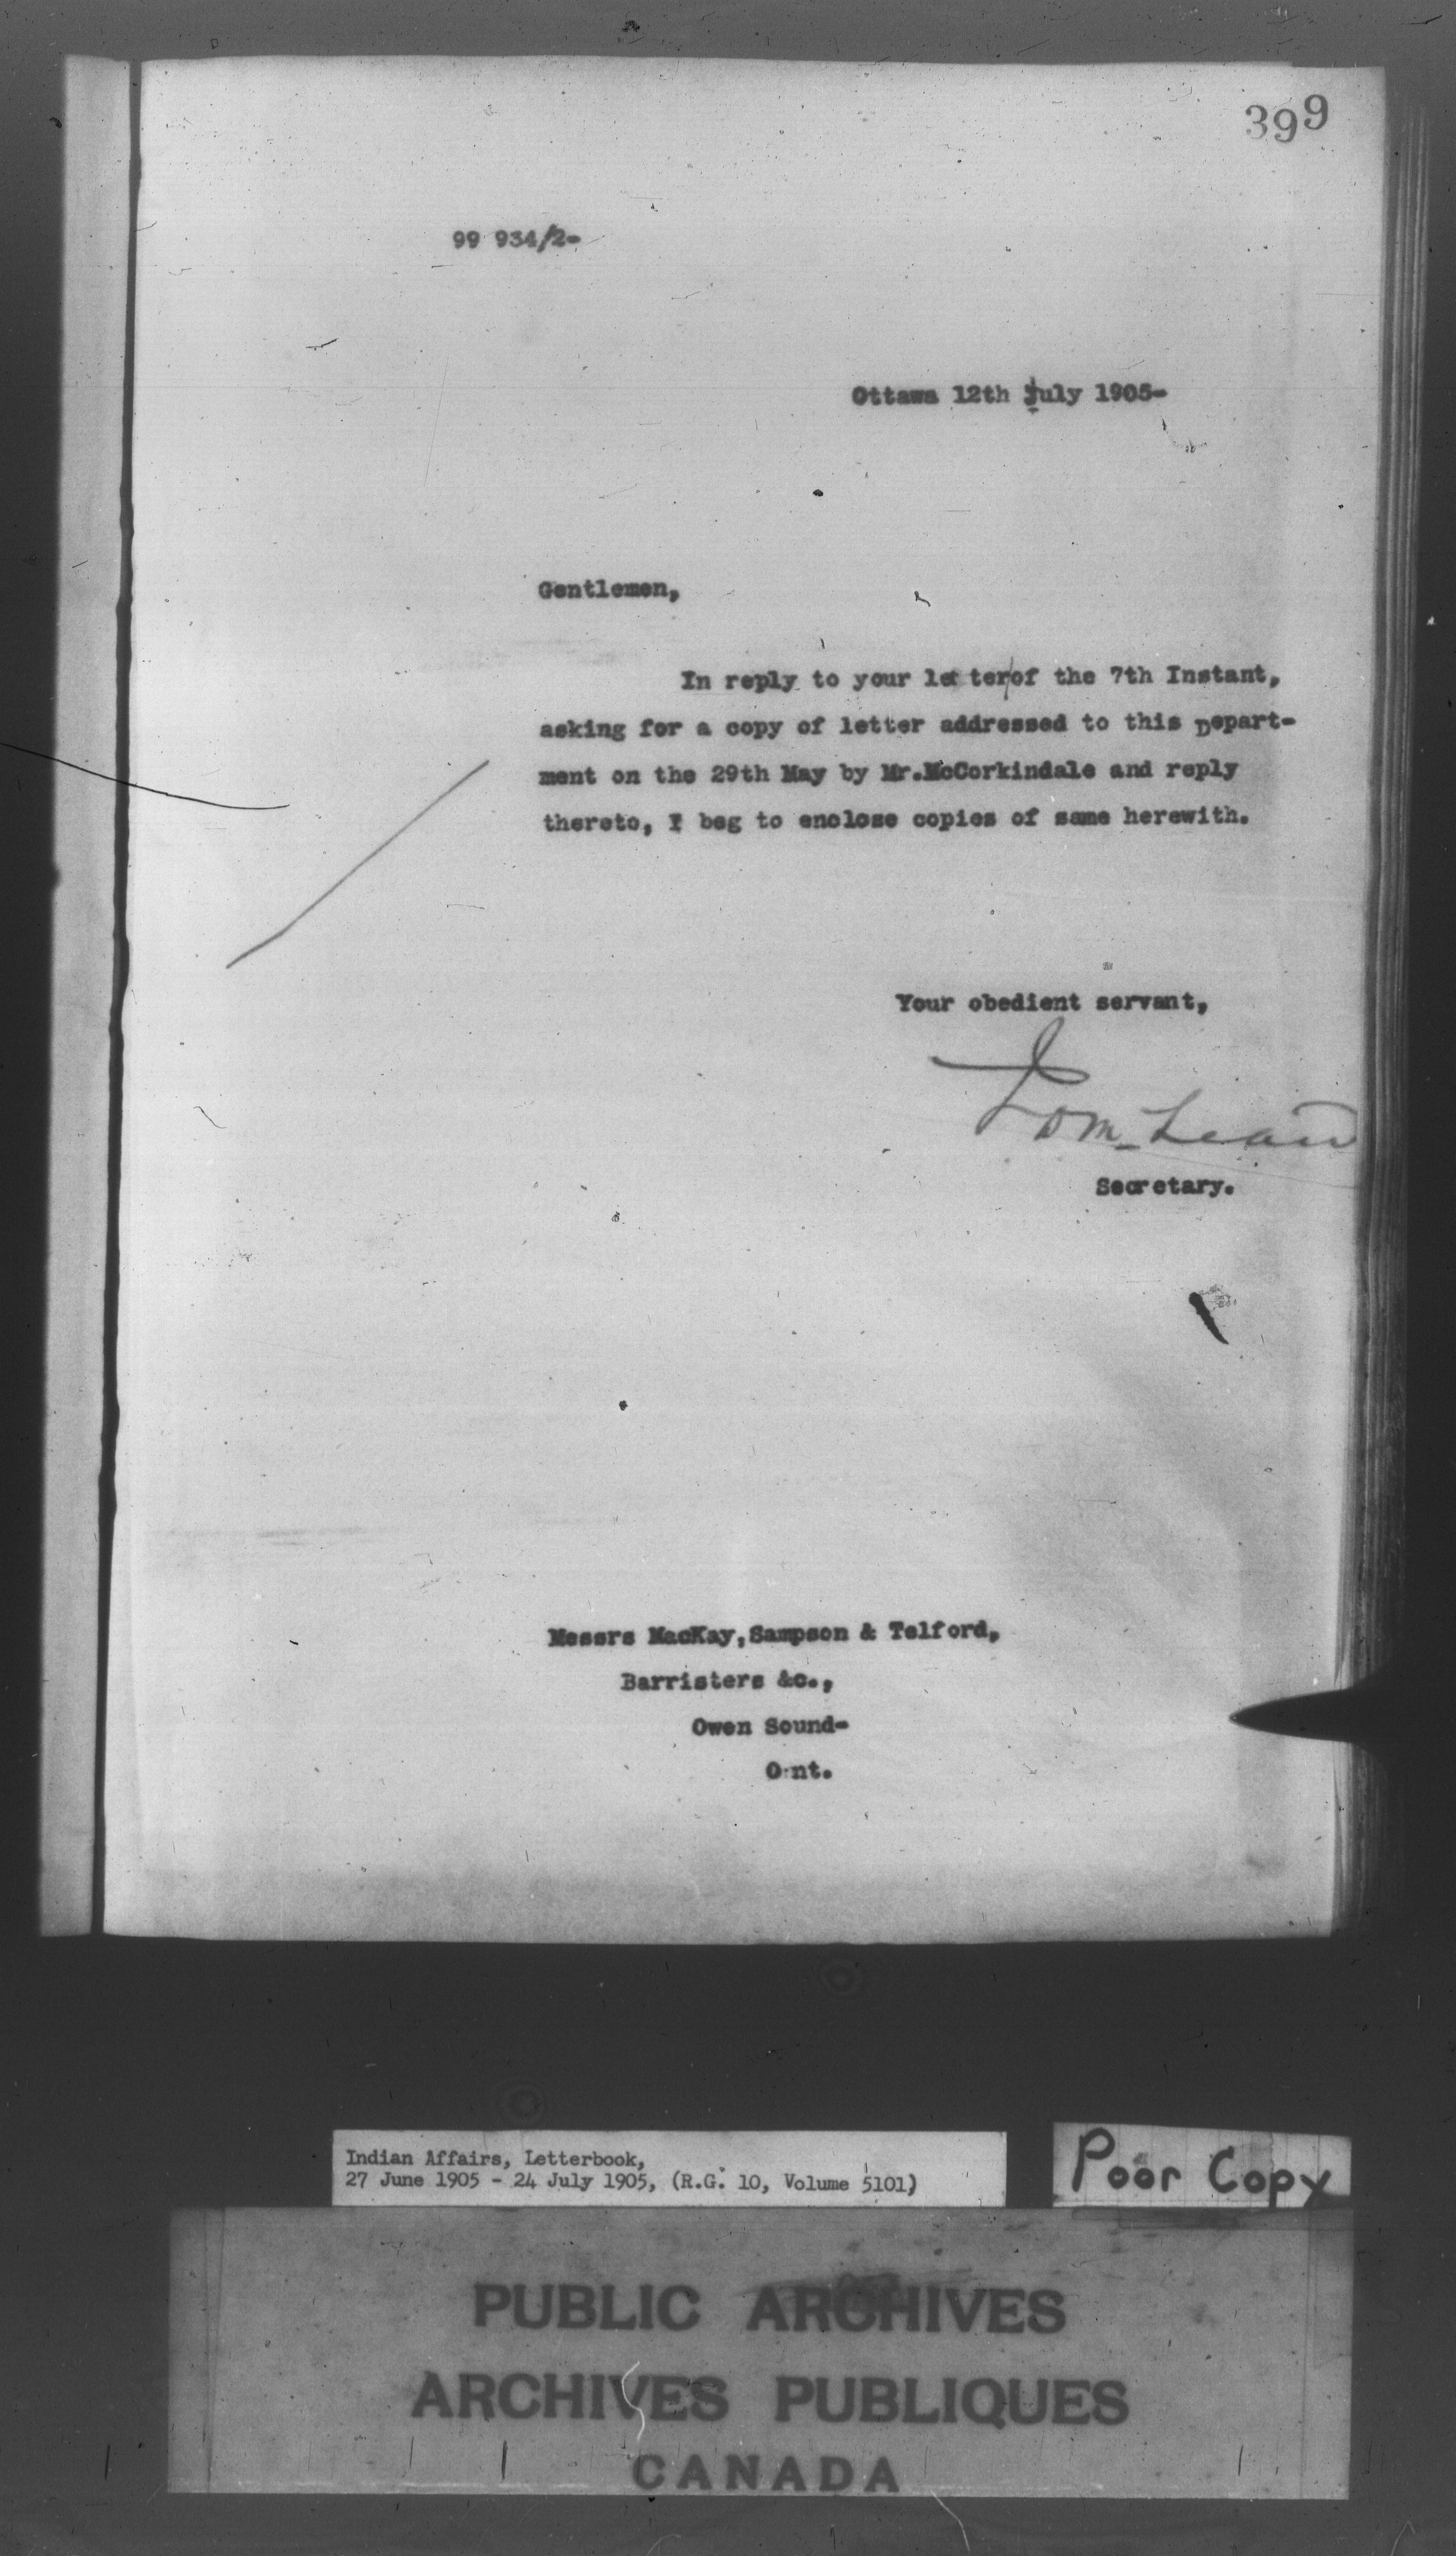 399
99 934/2-
Ottawa 12th July 1905-
Gentlemen,
In reply to your letter/of the 7th Instant,
asking for a copy of letter addressed to this Depart-
ment on the 29th May by Mr.McCorkindale and reply
thereto, I beg to enclose copies of same herewith.
Your obedient servant,
J D McLean
Secretary.
Messrs MacKay,Sampson & Telford,
Barristers &c.,
Owen Sound-
Ont.
Indian Affairs, Letterbook,
27 June 1905 - 24 July 1905, (R.G. 10, Volume 5101)
Poor Copy
PUBLIC ARCHIVES
ARCHIVES PUBLIQUES
CANADA